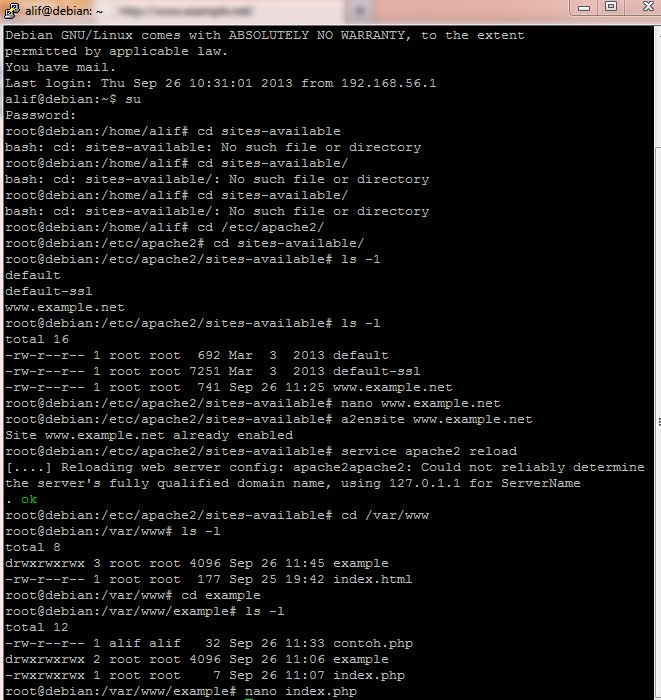 alif@debian: ~
http://www.example.net/
Debian GNU/Linux comes with ABSOLUTELY NO WARRANTY, to the extent
permitted by applicable law.
You have mail.
Last login: Thu Sep 26 10:31:01 2013 from 192.168.56.1
alif@debian:~$ su
Password:
root@debian:/home/alif# cd sites-available
bash: cd: sites-available: No such file or directory
root@debian:/home/alif# cd sites-available/
bash: cd: sites-available/: No such file or directory
root@debian:/home/alif# cd sites-available/
bash: cd: sites-available/: No such file or directory
root@debian:/home/alif# cd /etc/apache2/
root@debian:/etc/apache2# cd sites-available/
root@debian:/etc/apache2/sites-available# ls -1
default
default-ssl
www.example.net
root@debian:/etc/apache2/sites-available# ls -l
total 16
-rw-r--r-- 1 root root  692 Mar  3  2013 default
-rw-r--r-- 1 root root 7251 Mar  3  2013 default-ssl
-rw-r--r-- 1 root root  741 Sep 26 11:25 www.example.net
root@debian:/etc/apache2/sites-available# nano www.example.net
root@debian:/etc/apache2/sites-available# a2ensite www.example.net
Site www.example.net already enabled
root@debian:/etc/apache2/sites-available# service apache2 reload
[....] Reloading web server config: apache2apache2: Could not reliably determine
the server's fully qualified domain name, using 127.0.1.1 for ServerName
. ok
root@debian:/etc/apache2/sites-available# cd /var/www
root@debian:/var/www# ls -l
total 8
drwxrwxrwx 3 root root 4096 Sep 26 11:45 example
-rw-r--r-- 1 root root  177 Sep 25 19:42 index.html
root@debian:/var/www# cd example
root@debian:/var/www/example# ls -l
total 12
-rw-r--r-- 1 alif alif   32 Sep 26 11:33 contoh.php
drwxrwxrwx 2 root root 4096 Sep 26 11:06 example
-rwxrwxrwx 1 root root    7 Sep 26 11:07 index.php
root@debian:/var/www/example# nano index.php